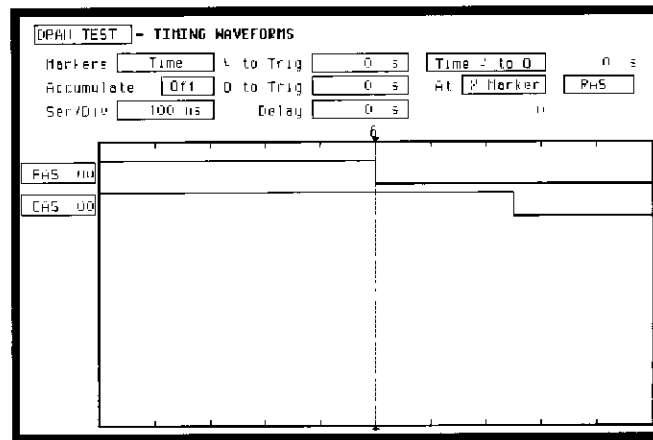 DRAM TEST - TIMING WAVEFORMS
Markers Time X to Trig 0 s Time X to O 0 s
Accumulate Off O to Trig 0 s At X Marker RAS
Sec/Div 100 ns Delay 0 s
RAS 00
CAS 00